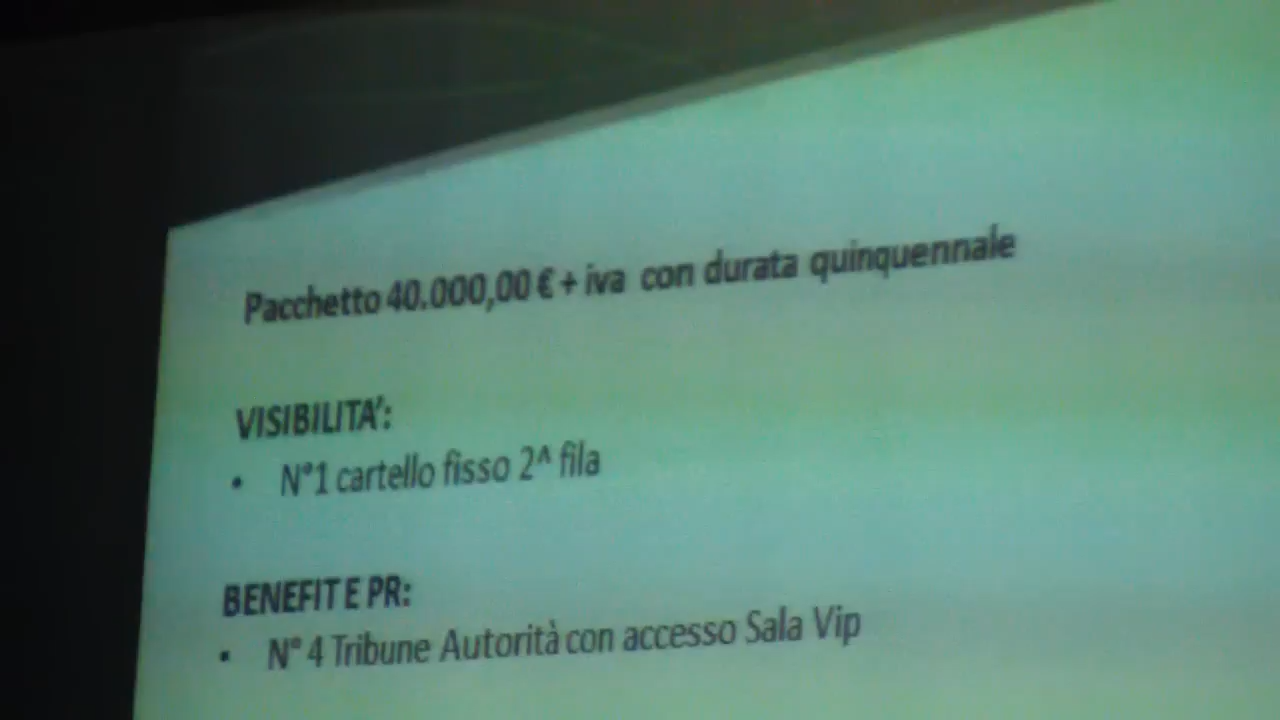 Pacchetto 40.000,00 € + iva con durata quinquennale
VISIBILITA':
• N°1 cartello fisso 2^ fila
BENEFIT E PR:
• N° 4 Tribune Autorità con accesso Sala Vip